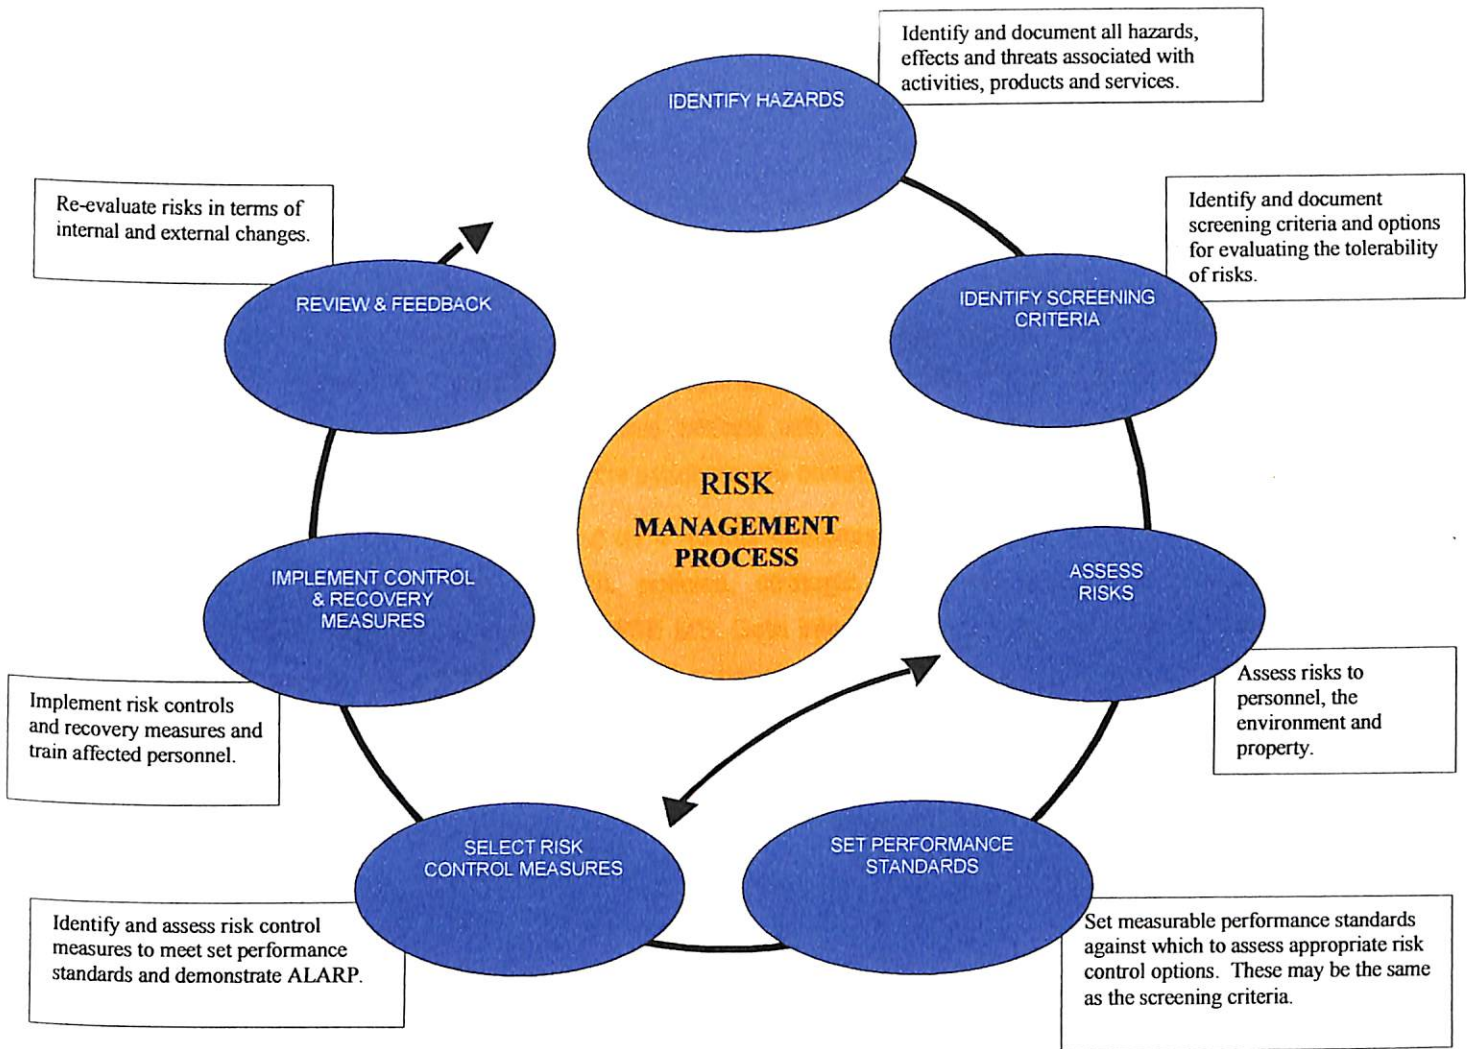 IDENTIFY HAZARDS
Identify and document all hazards,
effects and threats associated with
activities, products and services.
IDENTIFY SCREENING
CRITERIA
Identify and document
screening criteria and options
for evaluating the tolerability
of risks.
ASSESS
RISKS
Assess risks to
personnel, the
environment and
property.
SET PERFORMANCE
STANDARDS
Set measurable performance standards
against which to assess appropriate risk
control options. These may be the same
as the screening criteria.
SELECT RISK
CONTROL MEASURES
Identify and assess risk control
measures to meet set performance
standards and demonstrate ALARP.
IMPLEMENT CONTROL
& RECOVERY
MEASURES
Implement risk controls
and recovery measures and
train affected personnel.
REVIEW & FEEDBACK
Re-evaluate risks in terms of
internal and external changes.
RISK
MANAGEMENT
PROCESS